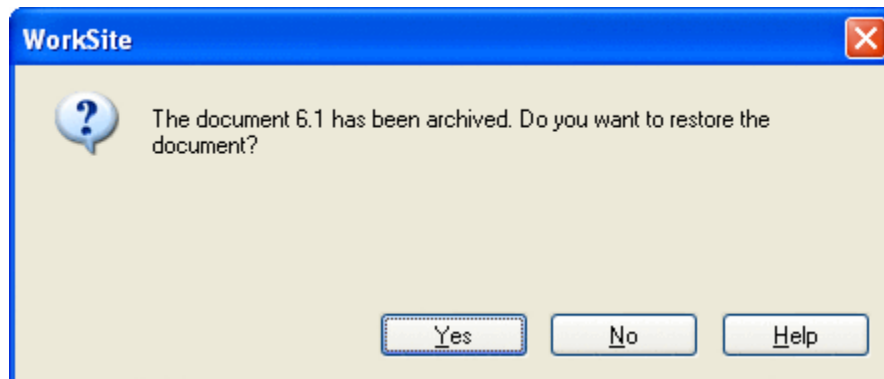 WorkSite
The document 6.1 has been archived. Do you want to restore the
document?
Yes No Help